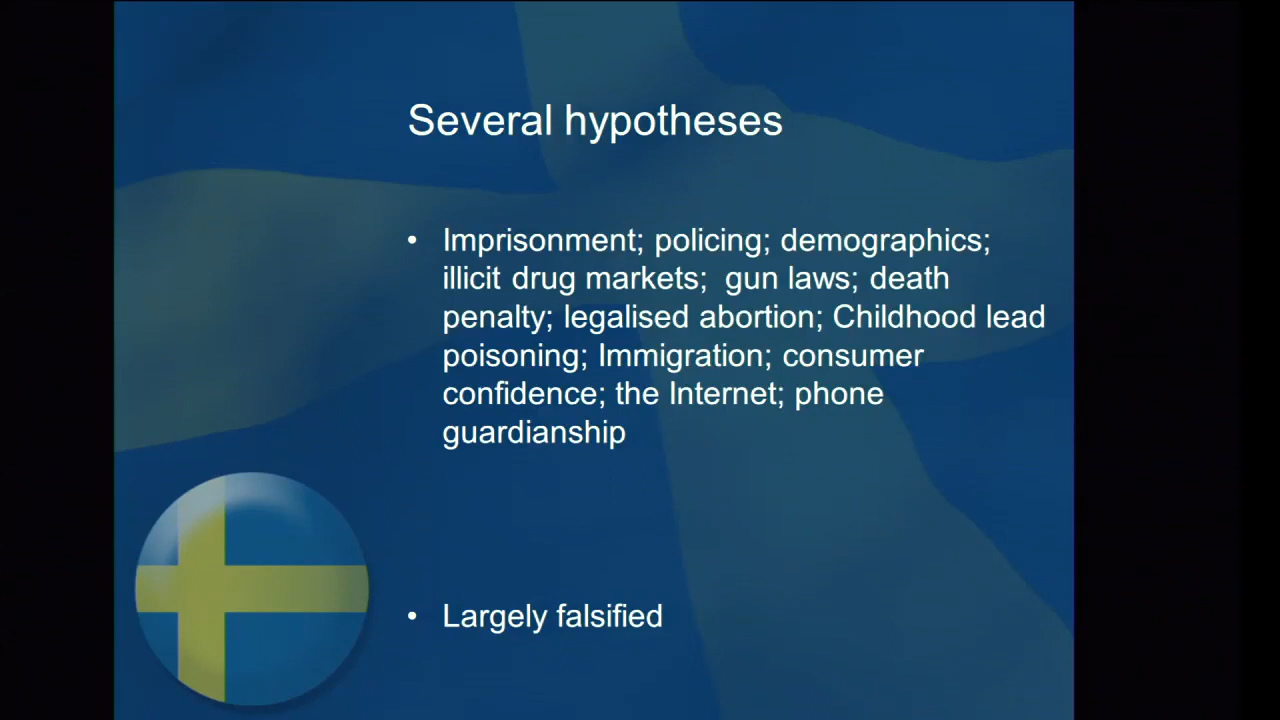 Several hypotheses
• Imprisonment; policing; demographics;
illicit drug markets;  gun laws; death
penalty; legalised abortion; Childhood lead
poisoning; Immigration; consumer
confidence; the Internet; phone
guardianship
• Largely falsified